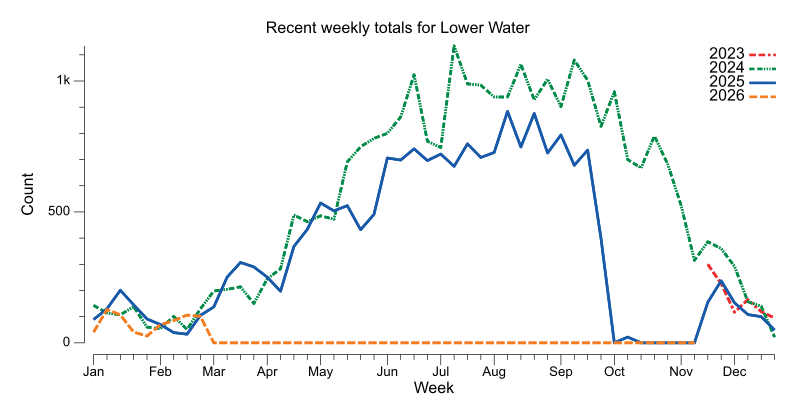 Recent weekly totals for Lower Water
2023
2024
2025
2026
1k
500
0
Count
Jan Feb Mar Apr May Jun Jul Aug Sep Oct Nov Dec
Week